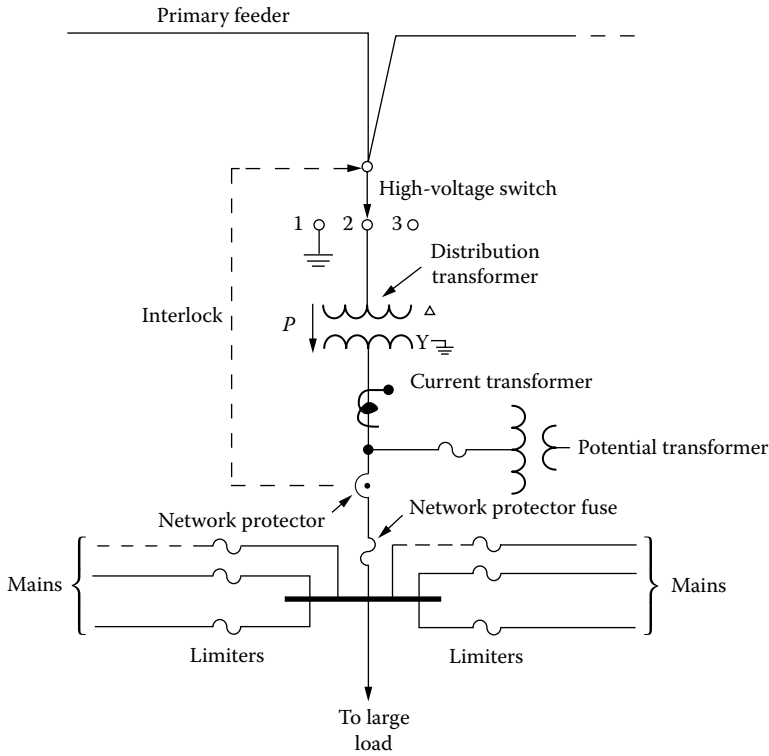 Primary feeder
High-voltage switch
1
2
3
Distribution
transformer
Interlock
P
Δ
Y
Current transformer
Potential transformer
Network protector
Network protector fuse
Mains
Mains
Limiters
Limiters
To large
load